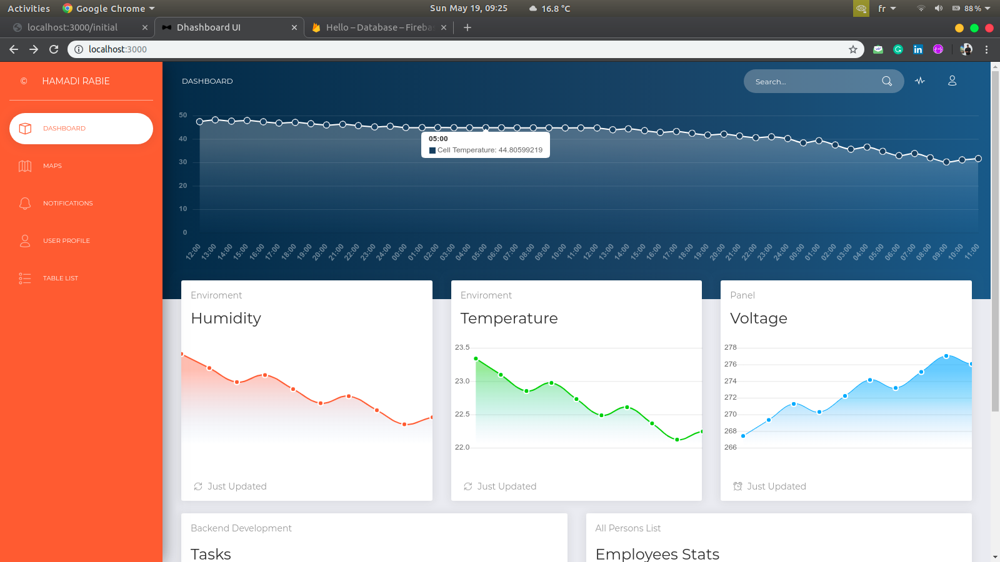 Activities Google Chrome Sun May 19, 09:25 16.8 °C fr 88 %
localhost:3000/initial Dhashboard UI Hello – Database – Fireba
localhost:3000
© HAMADI RABIE
DASHBOARD
Search...
DASHBOARD
MAPS
NOTIFICATIONS
USER PROFILE
TABLE LIST
50
40
30
20
10
0
05:00
Cell Temperature: 44.80599219
12:00 13:00 14:00 15:00 16:00 17:00 18:00 19:00 20:00 21:00 22:00 23:00 24:00 00:00 01:00 02:00 03:00 04:00 05:00 06:00 07:00 08:00 09:00 10:00 11:00 12:00 13:00 14:00 15:00 16:00 17:00 18:00 19:00 20:00 21:00 22:00 23:00 24:00 00:00 01:00 02:00 03:00 04:00 05:00 06:00 07:00 08:00 09:00 10:00 11:00
Enviroment
Humidity
Just Updated
Enviroment
Temperature
23.5
23.0
22.5
22.0
Just Updated
Panel
Voltage
278
276
274
272
270
268
266
Just Updated
Backend Development
Tasks
All Persons List
Employees Stats